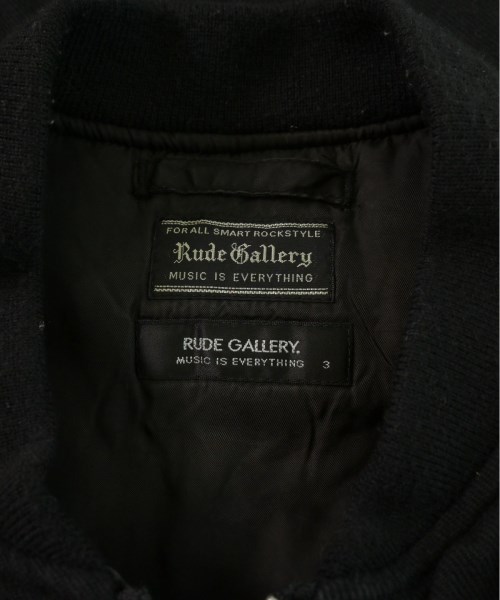 FOR ALL SMART ROCKSTYLE
Rude Gallery
MUSIC IS EVERYTHING
RUDE GALLERY.
MUSIC IS EVERYTHING 3